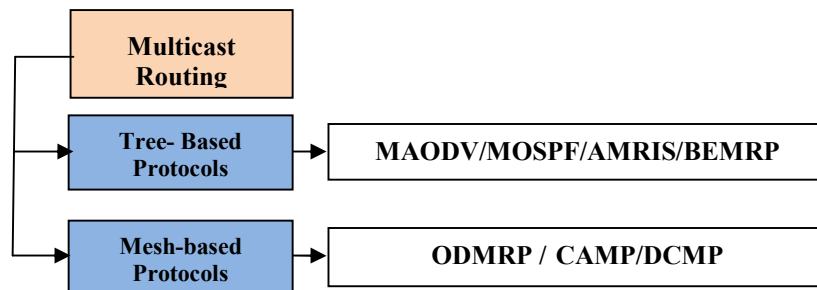 Multicast
Routing
Tree- Based
Protocols
MAODV/MOSPF/AMRIS/BEMRP
Mesh-based
Protocols
ODMRP / CAMP/DCMP